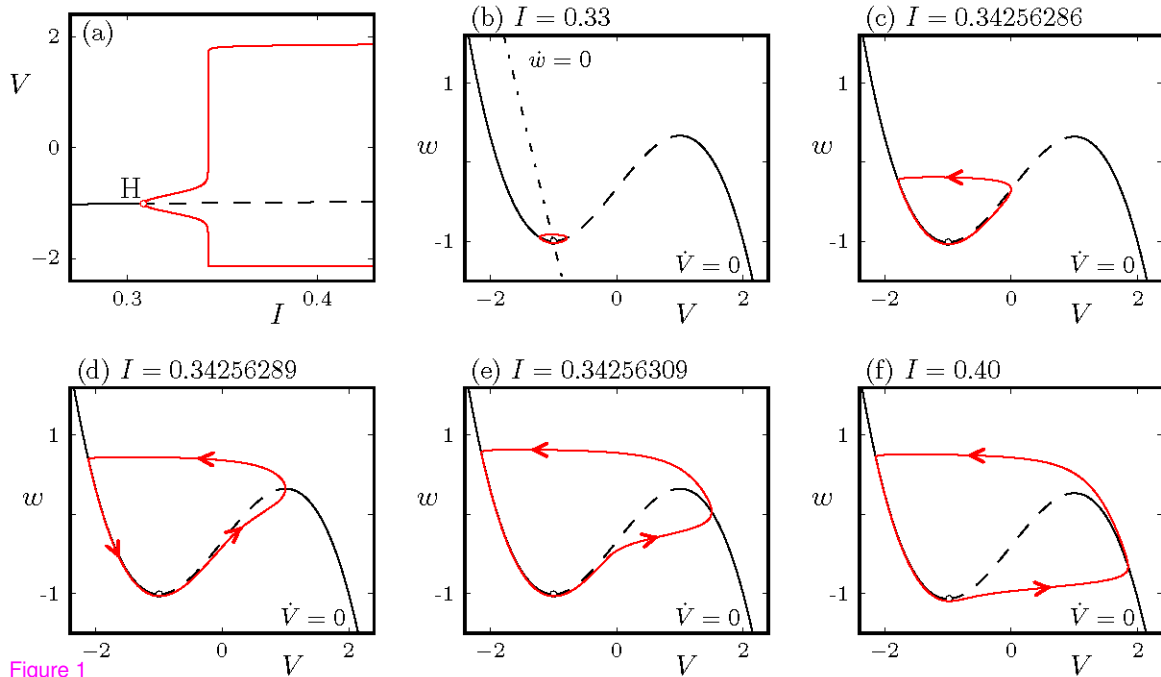 (a)
2
V
0
−2
H
0.3
0.4
I
(b) I = 0.33
ẇ = 0
1
w
-1
V̇ = 0
−2
0
2
V
(c) I = 0.34256286
1
w
-1
V̇ = 0
−2
0
2
V
(d) I = 0.34256289
1
w
-1
V̇ = 0
−2
0
2
V
(e) I = 0.34256309
1
w
-1
V̇ = 0
−2
0
2
V
(f) I = 0.40
1
w
-1
V̇ = 0
−2
0
2
V
Figure 1